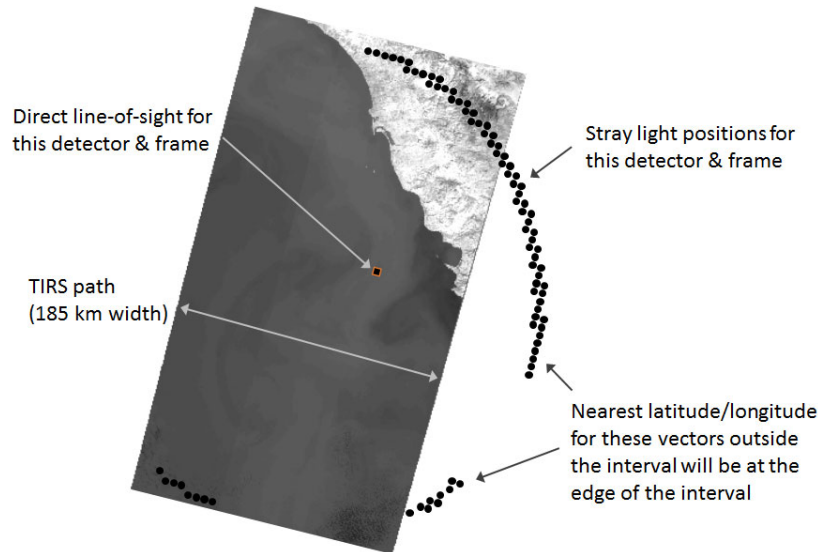 Direct line-of-sight for
this detector & frame
Stray light positions for
this detector & frame
TIRS path
(185 km width)
Nearest latitude/longitude
for these vectors outside
the interval will be at the
edge of the interval